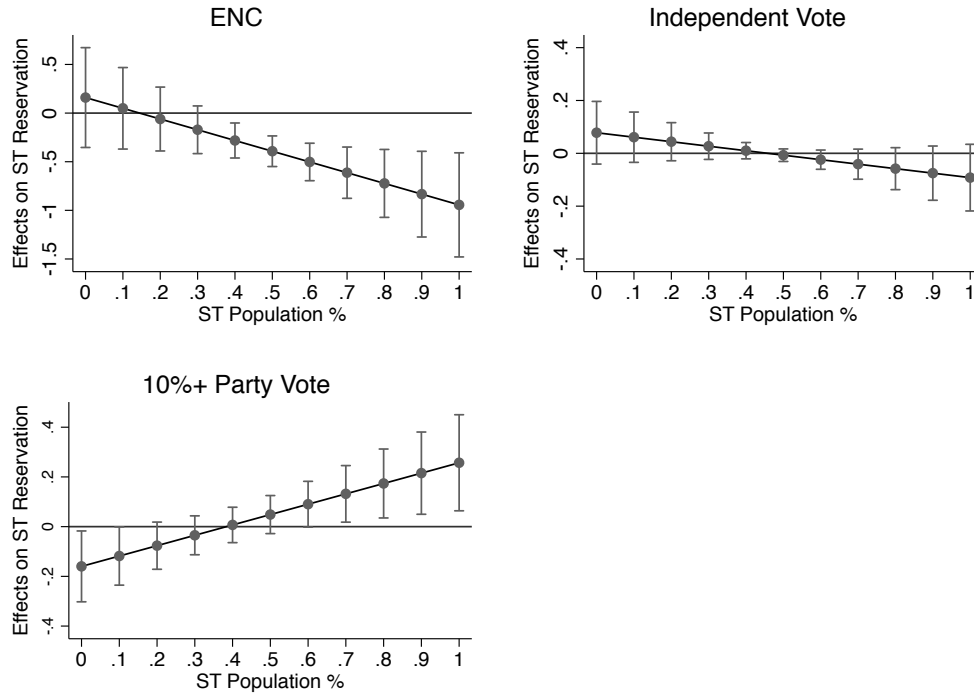 ENC
Effects on ST Reservation
.5
0
-.5
-1
-1.5
0 .1 .2 .3 .4 .5 .6 .7 .8 .9 1
ST Population %
Independent Vote
Effects on ST Reservation
.4
.2
0
-.2
-.4
0 .1 .2 .3 .4 .5 .6 .7 .8 .9 1
ST Population %
10%+ Party Vote
Effects on ST Reservation
.4
.2
0
-.2
-.4
0 .1 .2 .3 .4 .5 .6 .7 .8 .9 1
ST Population %